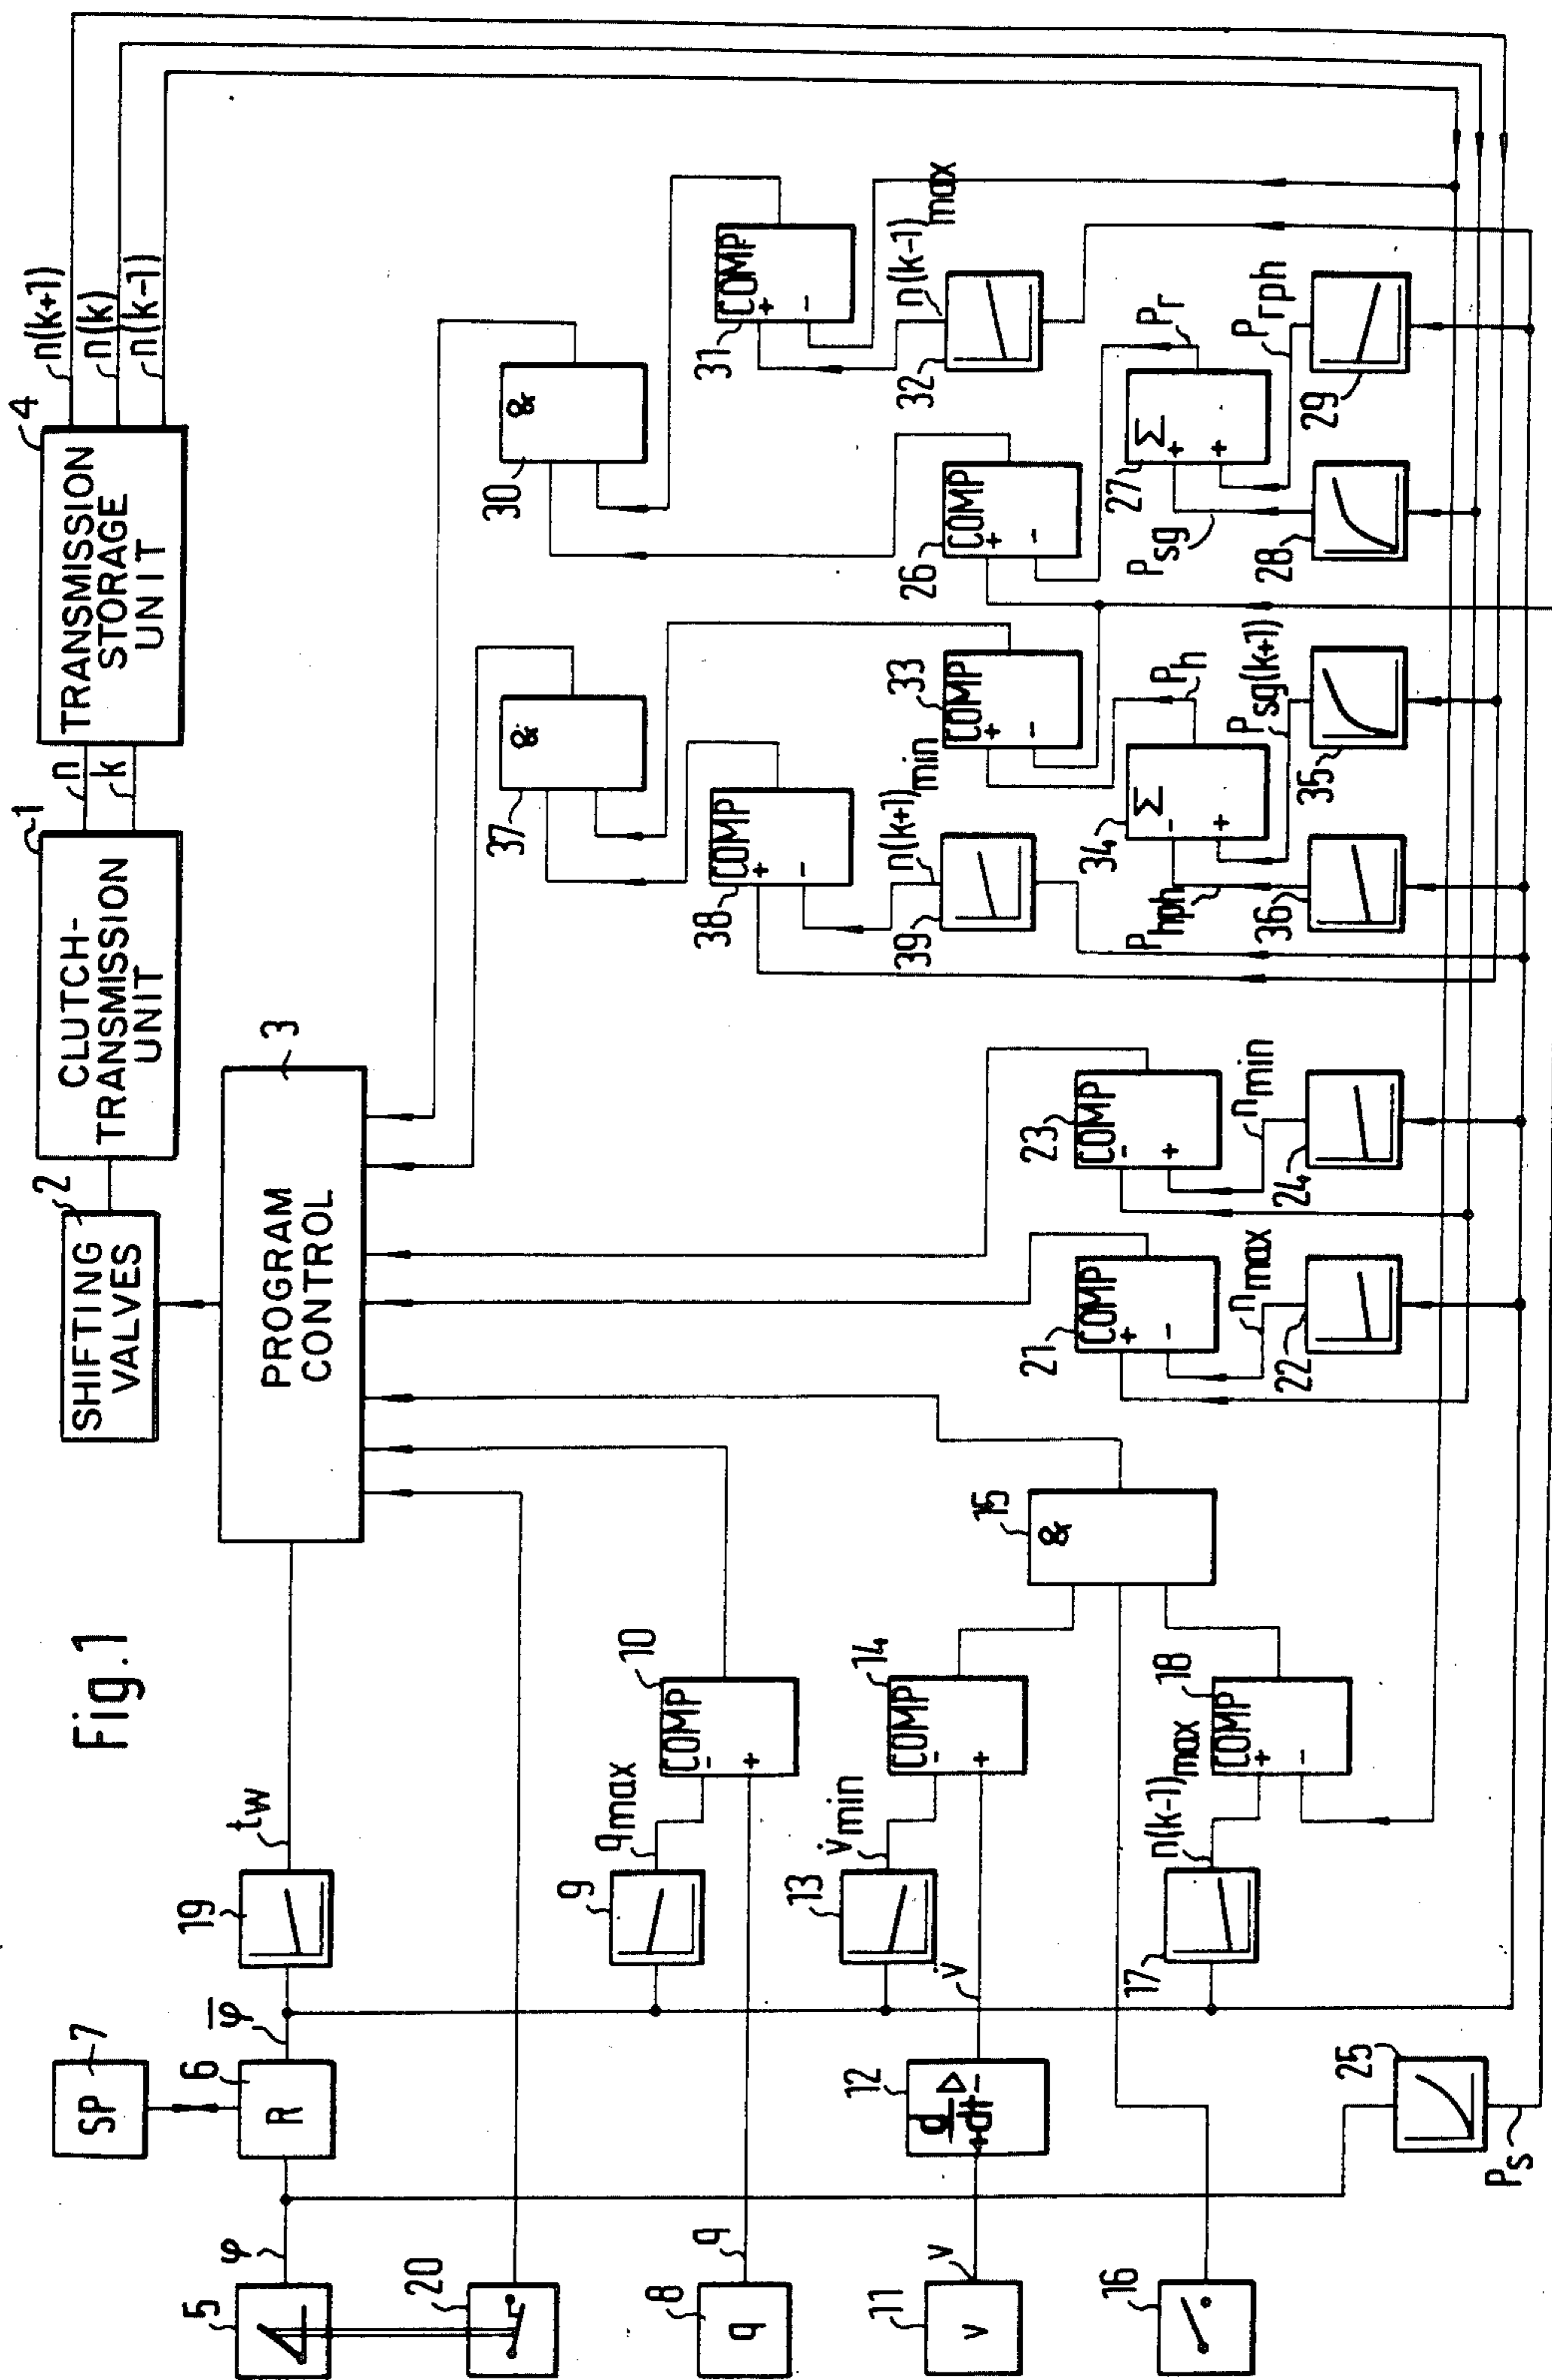 Fig.1
SHIFTING
VALVES
2
CLUTCH-
TRANSMISSION
UNIT
1
n
k
TRANSMISSION
STORAGE
UNIT
4
n(k+1)
n(k)
n(k-1)
PROGRAM
CONTROL
3
5
φ
SP
7
R
6
φ̅
19
tw
20
8
q
q
9
qmax
COMP
-
+
10
11
v
v
12
d
dt
Δ
+
-
v̇
13
v̇min
COMP
-
+
14
&
15
16
17
n(k-1)max
COMP
+
-
18
25
Ps
COMP
+
-
21
nmax
22
COMP
-
+
23
nmin
24
&
37
COMP
+
-
38
n(k+1)min
39
COMP
+
-
33
Σ
-
+
34
Ph
Phph
36
Psg(k+1)
35
&
30
COMP
+
-
31
n(k-1)max
32
COMP
+
-
26
Σ
+
+
27
Pr
Psg
28
Prph
29